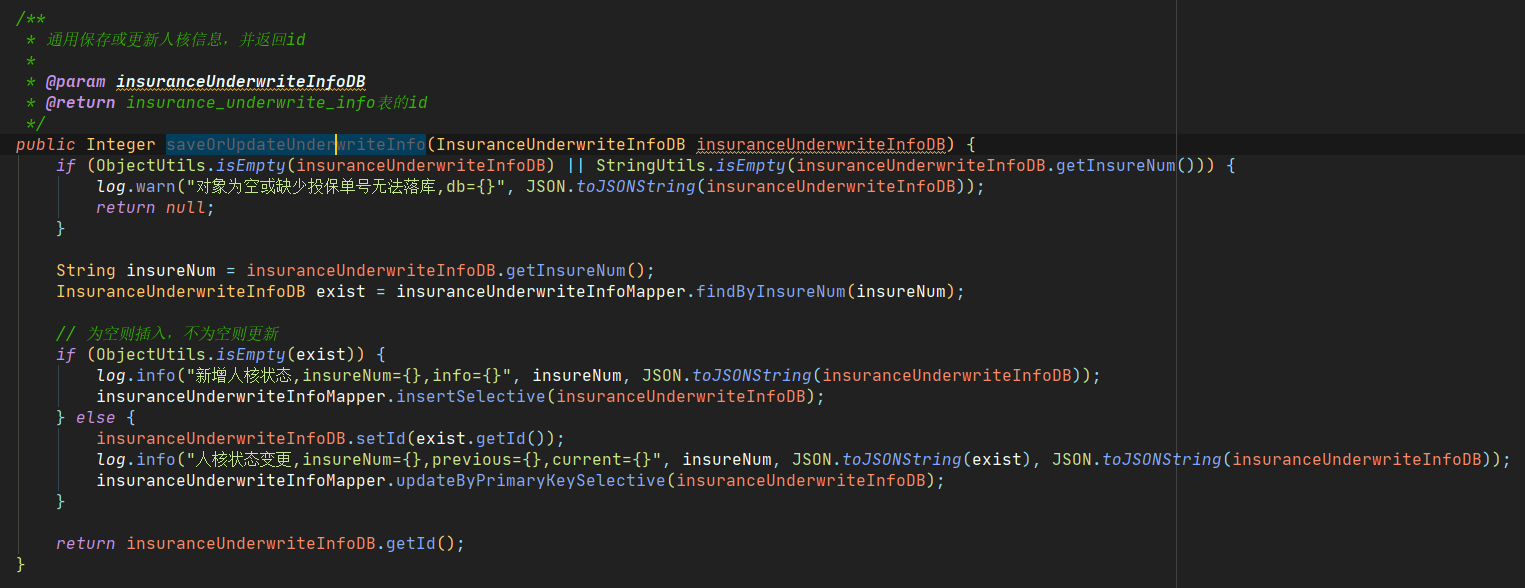 /**
 * 通用保存或更新人核信息，并返回id
 *
 * @param insuranceUnderwriteInfoDB
 * @return insurance_underwrite_info表的id
 */
public Integer saveOrUpdateUnderwriteInfo(InsuranceUnderwriteInfoDB insuranceUnderwriteInfoDB) {
    if (ObjectUtils.isEmpty(insuranceUnderwriteInfoDB) || StringUtils.isEmpty(insuranceUnderwriteInfoDB.getInsureNum())) {
        log.warn("对象为空或缺少投保单号无法落库,db={}", JSON.toJSONString(insuranceUnderwriteInfoDB));
        return null;
    }

    String insureNum = insuranceUnderwriteInfoDB.getInsureNum();
    InsuranceUnderwriteInfoDB exist = insuranceUnderwriteInfoMapper.findByInsureNum(insureNum);

    // 为空则插入，不为空则更新
    if (ObjectUtils.isEmpty(exist)) {
        log.info("新增人核状态,insureNum={},info={}", insureNum, JSON.toJSONString(insuranceUnderwriteInfoDB));
        insuranceUnderwriteInfoMapper.insertSelective(insuranceUnderwriteInfoDB);
    } else {
        insuranceUnderwriteInfoDB.setId(exist.getId());
        log.info("人核状态变更,insureNum={},previous={},current={}", insureNum, JSON.toJSONString(exist), JSON.toJSONString(insuranceUnderwriteInfoDB));
        insuranceUnderwriteInfoMapper.updateByPrimaryKeySelective(insuranceUnderwriteInfoDB);
    }

    return insuranceUnderwriteInfoDB.getId();
}